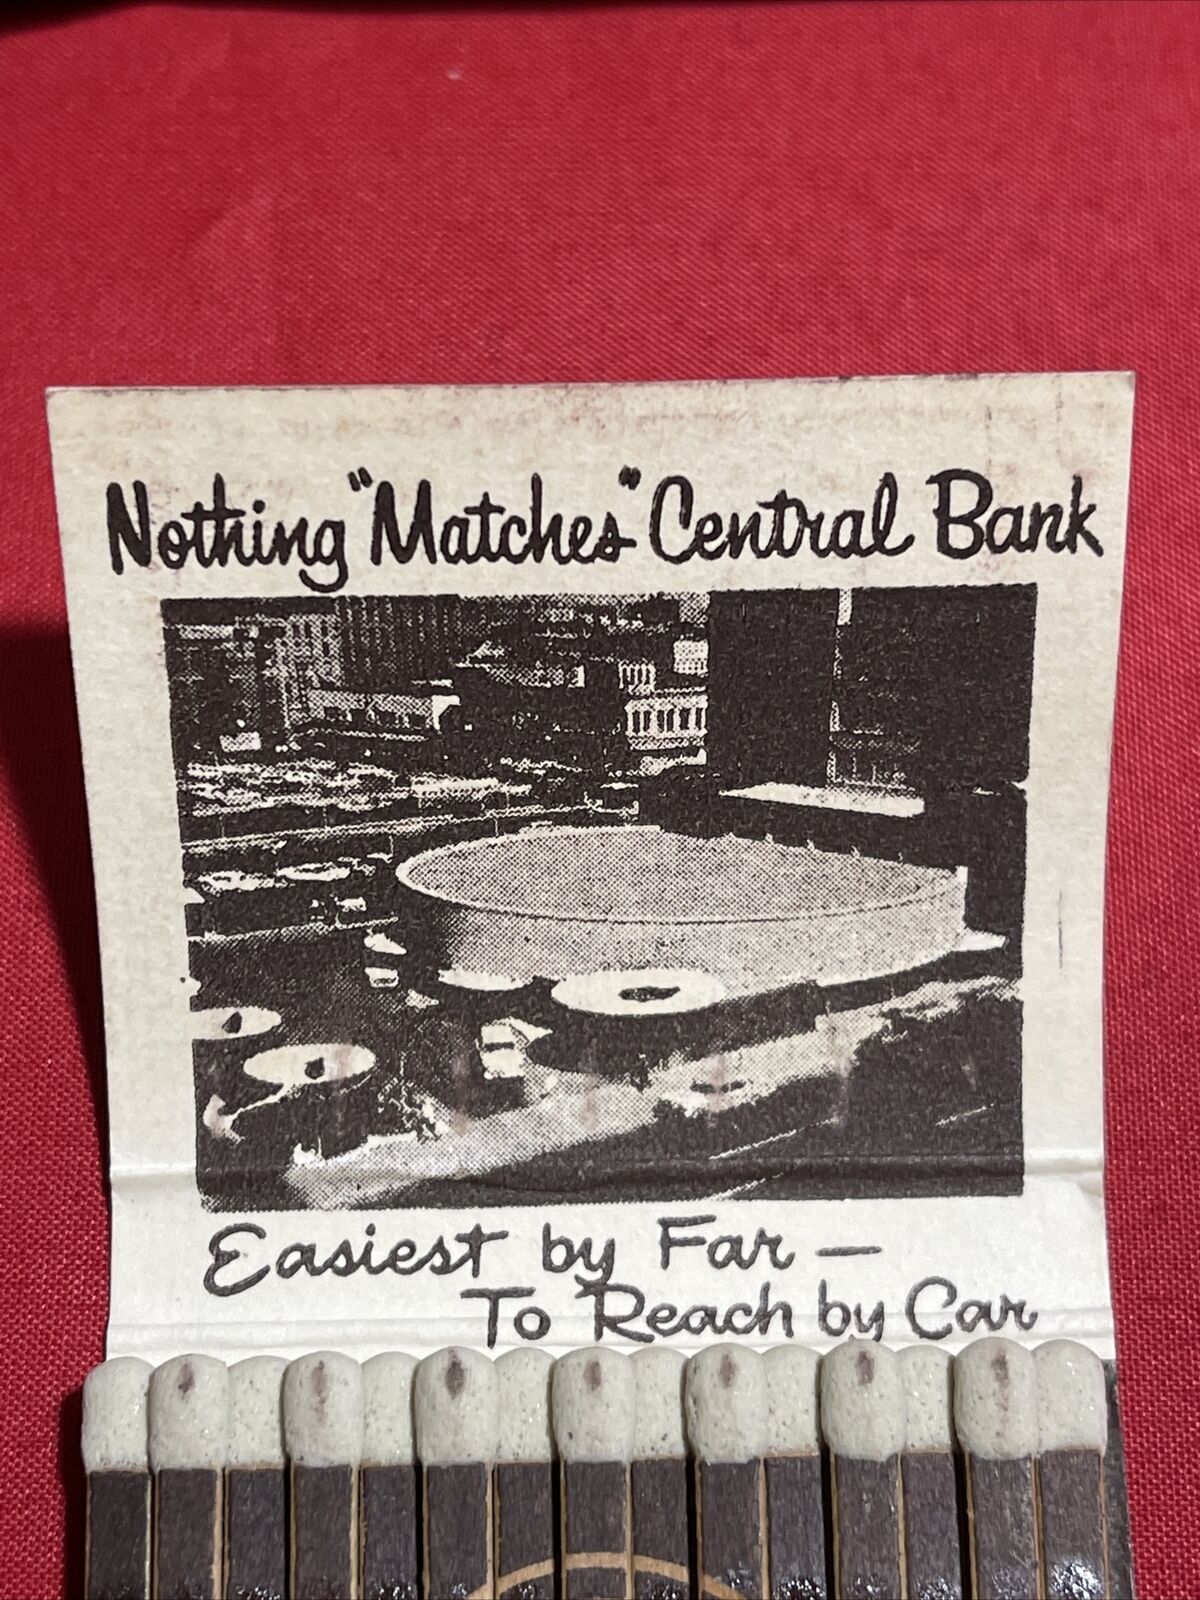 Nothing "Matches" Central Bank
Easiest by Far —
To Reach by Car